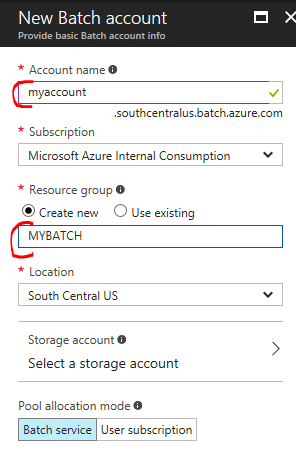 New Batch account
Provide basic Batch account info
* Account name
myaccount
.southcentralus.batch.azure.com
* Subscription
Microsoft Azure Internal Consumption
* Resource group
Create new Use existing
MYBATCH
* Location
South Central US
Storage account
Select a storage account
Pool allocation mode
Batch service User subscription